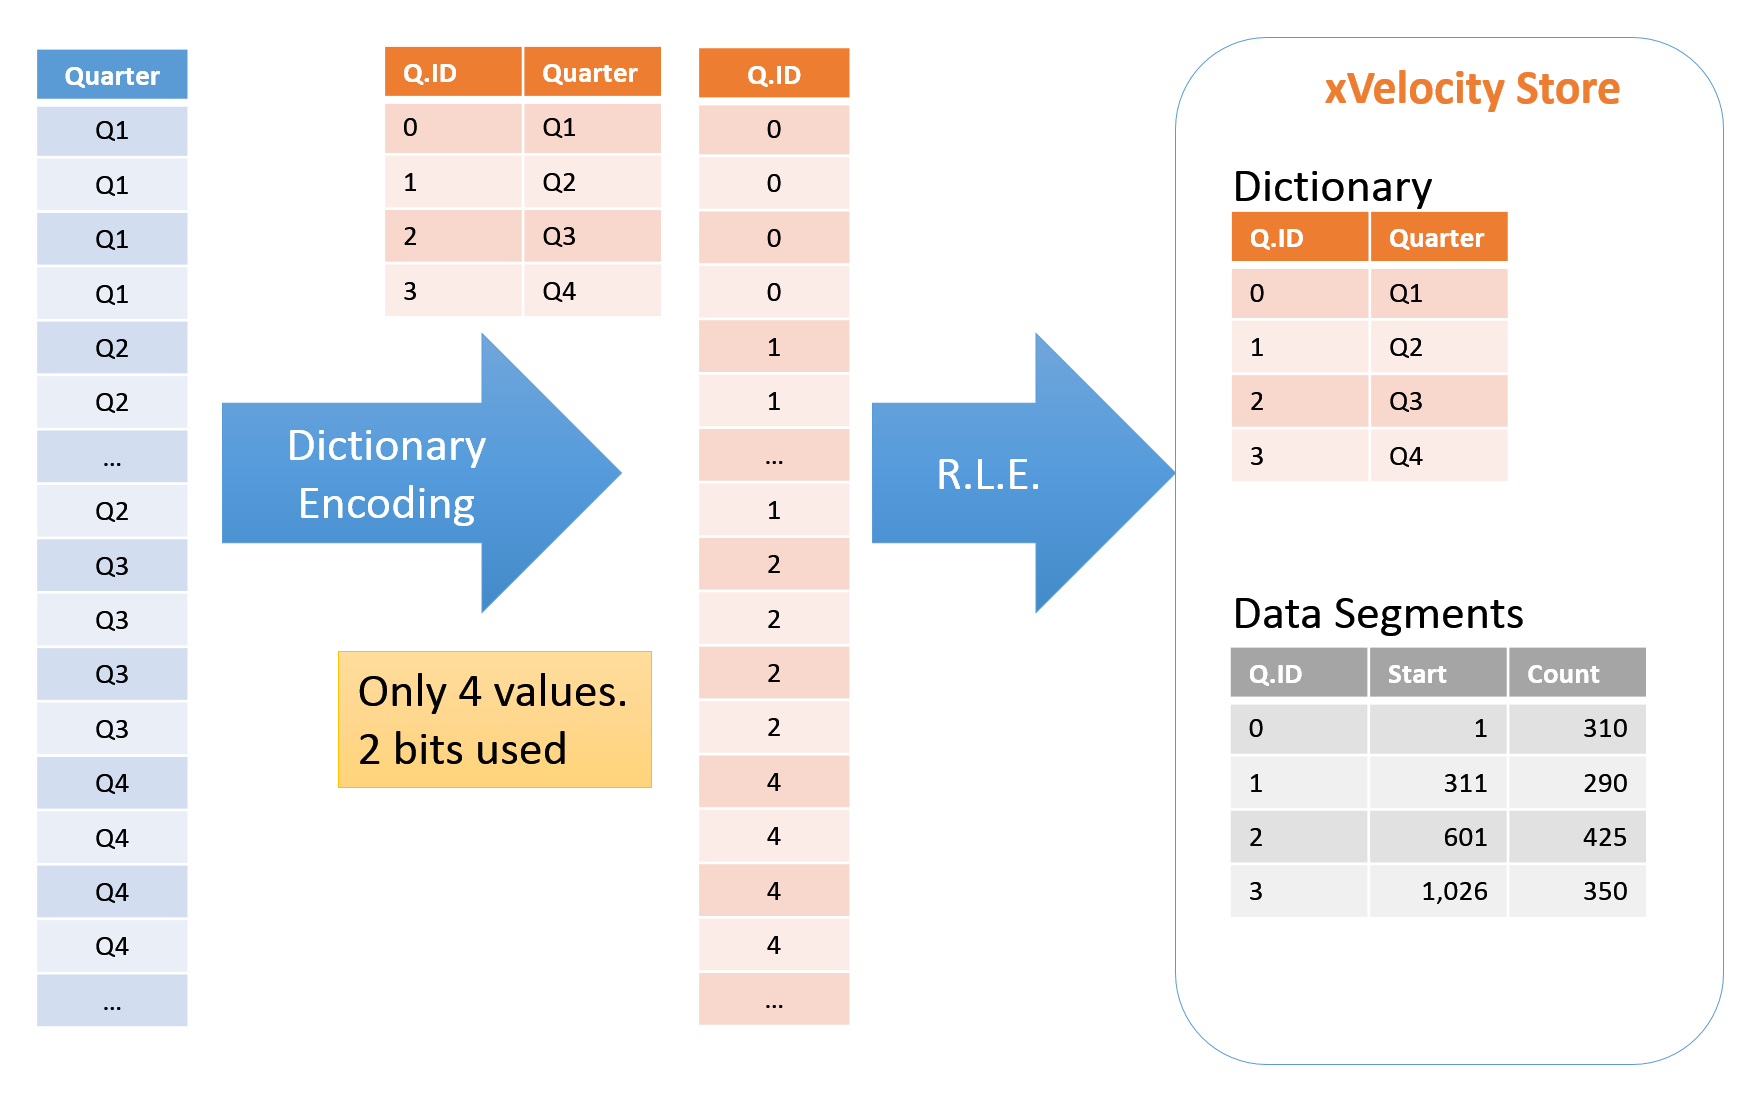 Quarter
Q1
Q1
Q1
Q1
Q2
Q2
...
Q2
Q3
Q3
Q3
Q3
Q4
Q4
Q4
Q4
...
Q.ID Quarter
0 Q1
1 Q2
2 Q3
3 Q4
Dictionary
Encoding
Only 4 values.
2 bits used
Q.ID
0
0
0
0
1
1
...
1
2
2
2
2
4
4
4
4
...
R.L.E.
xVelocity Store
Dictionary
Q.ID Quarter
0 Q1
1 Q2
2 Q3
3 Q4
Data Segments
Q.ID Start Count
0 1 310
1 311 290
2 601 425
3 1,026 350